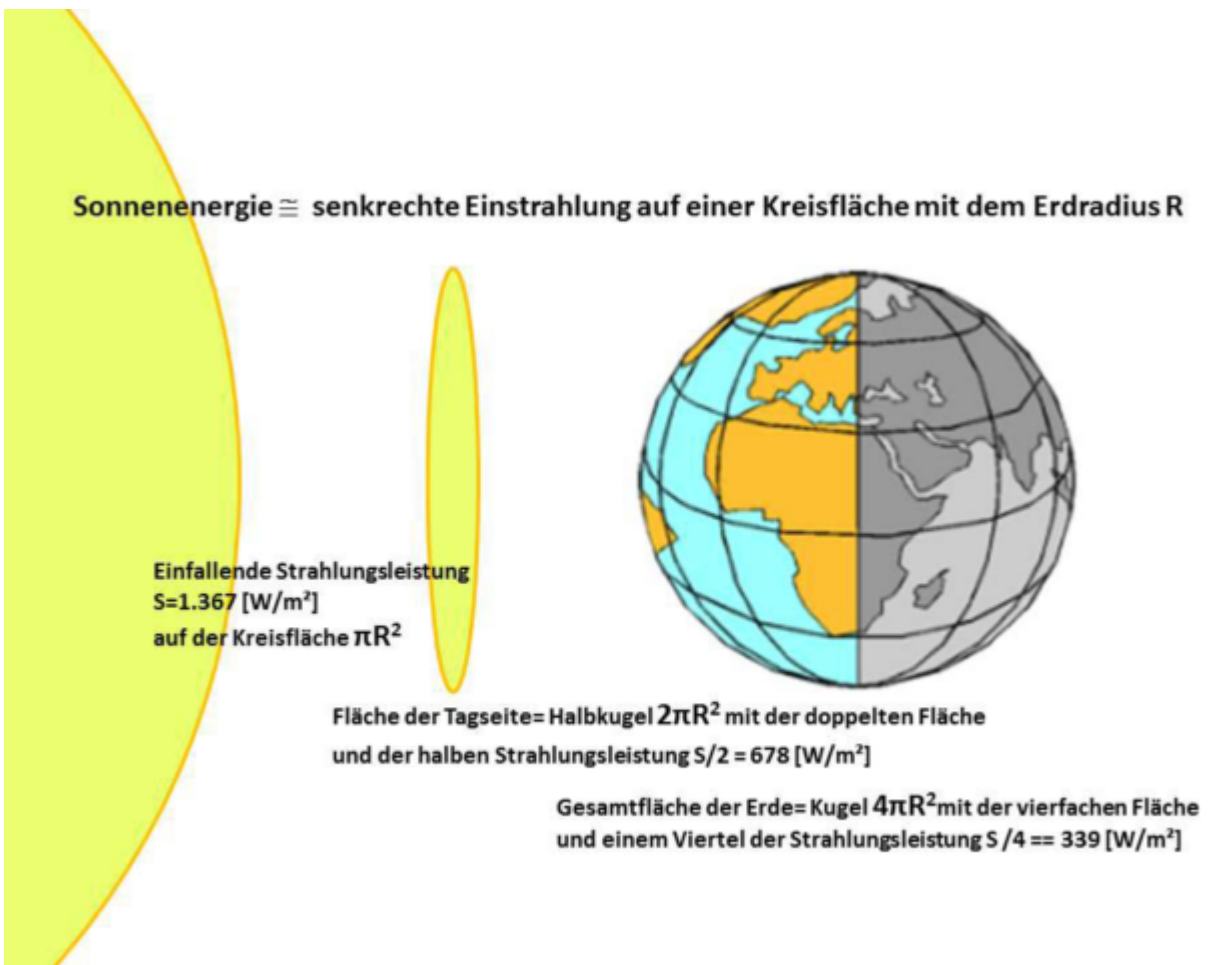 Sonnenenergie ≅ senkrechte Einstrahlung auf einer Kreisfläche mit dem Erdradius R
Einfallende Strahlungsleistung
S=1.367 [W/m²]
auf der Kreisfläche πR²
Fläche der Tagseite= Halbkugel 2πR² mit der doppelten Fläche
und der halben Strahlungsleistung S/2 = 678 [W/m²]
Gesamtfläche der Erde= Kugel 4πR² mit der vierfachen Fläche
und einem Viertel der Strahlungsleistung S /4 == 339 [W/m²]